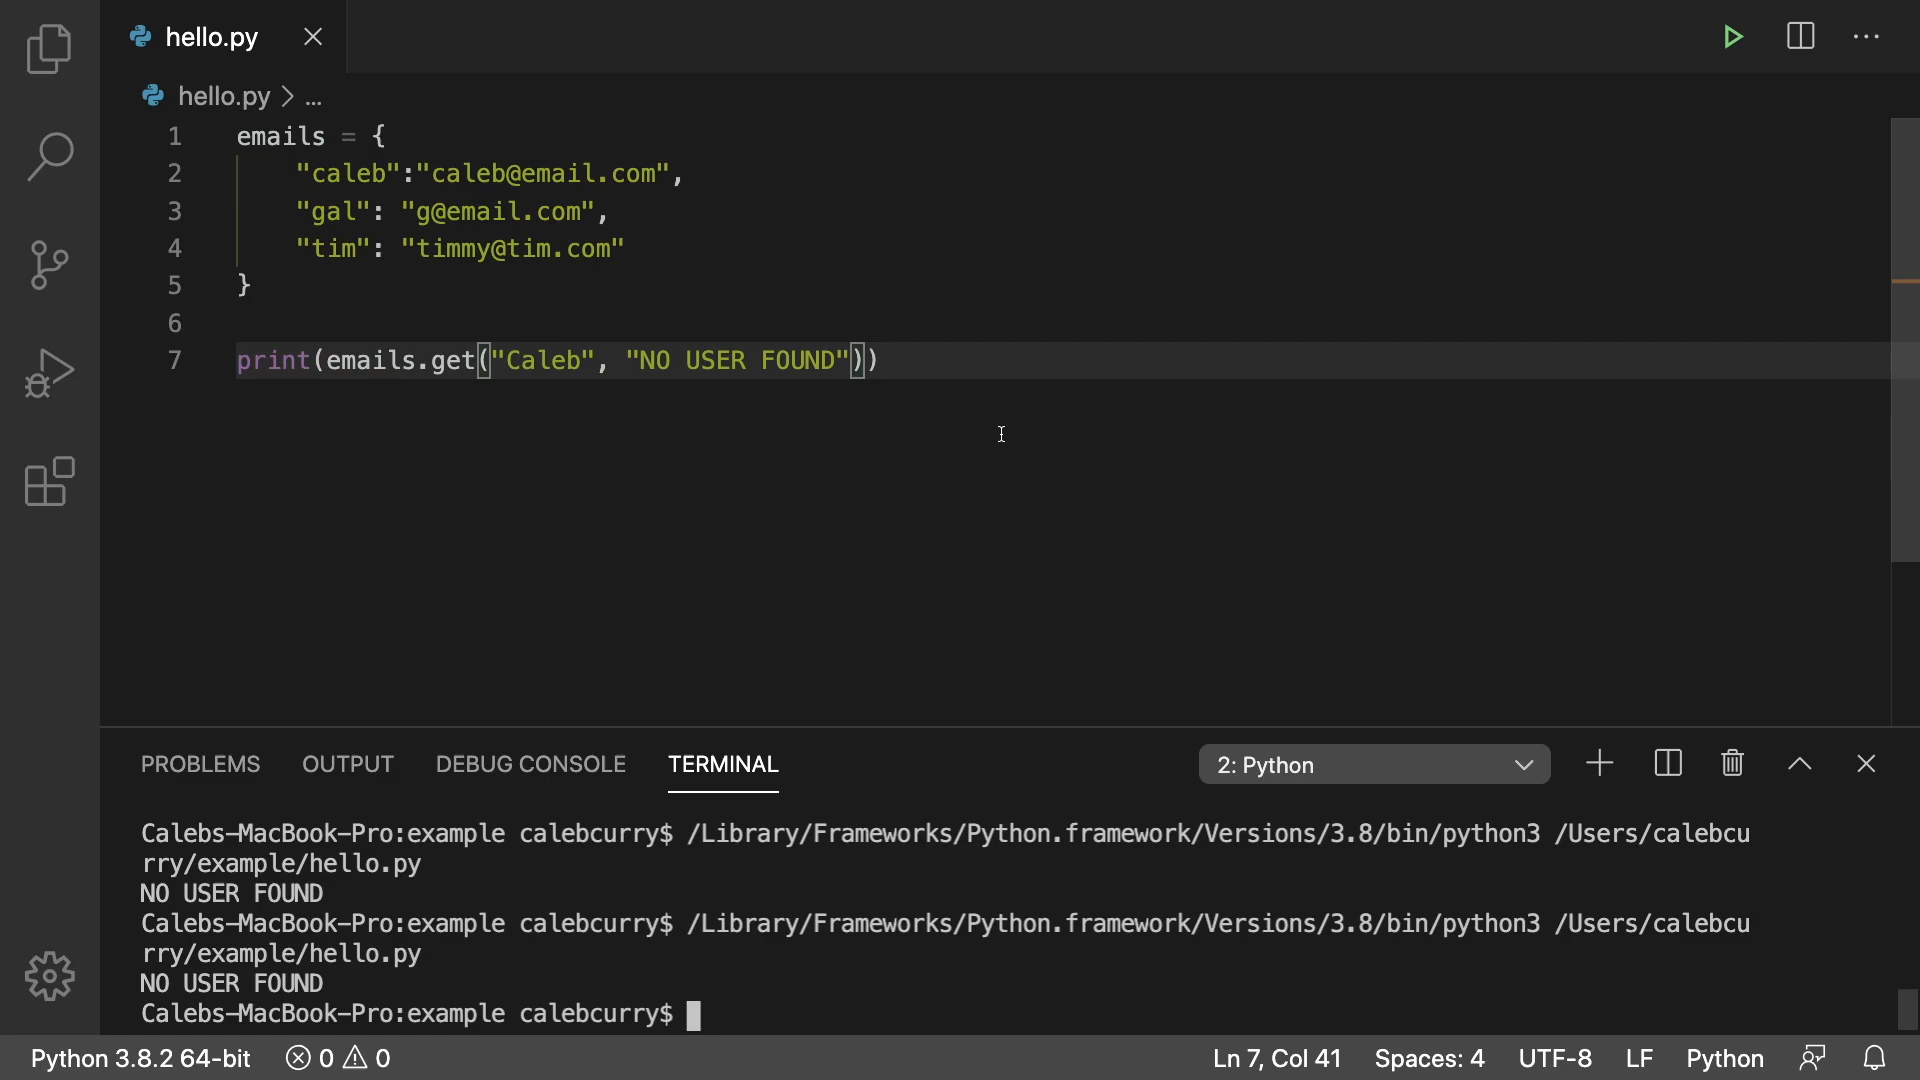 hello.py
hello.py > ...
1 emails = {
2 "caleb":"caleb@email.com",
3 "gal": "g@email.com",
4 "tim": "timmy@tim.com"
5 }
6
7 print(emails.get("Caleb", "NO USER FOUND"))
PROBLEMS OUTPUT DEBUG CONSOLE TERMINAL 2: Python
Calebs-MacBook-Pro:example calebcurry$ /Library/Frameworks/Python.framework/Versions/3.8/bin/python3 /Users/calebcu
rry/example/hello.py
NO USER FOUND
Calebs-MacBook-Pro:example calebcurry$ /Library/Frameworks/Python.framework/Versions/3.8/bin/python3 /Users/calebcu
rry/example/hello.py
NO USER FOUND
Calebs-MacBook-Pro:example calebcurry$
Python 3.8.2 64-bit 0 0 Ln 7, Col 41 Spaces: 4 UTF-8 LF Python